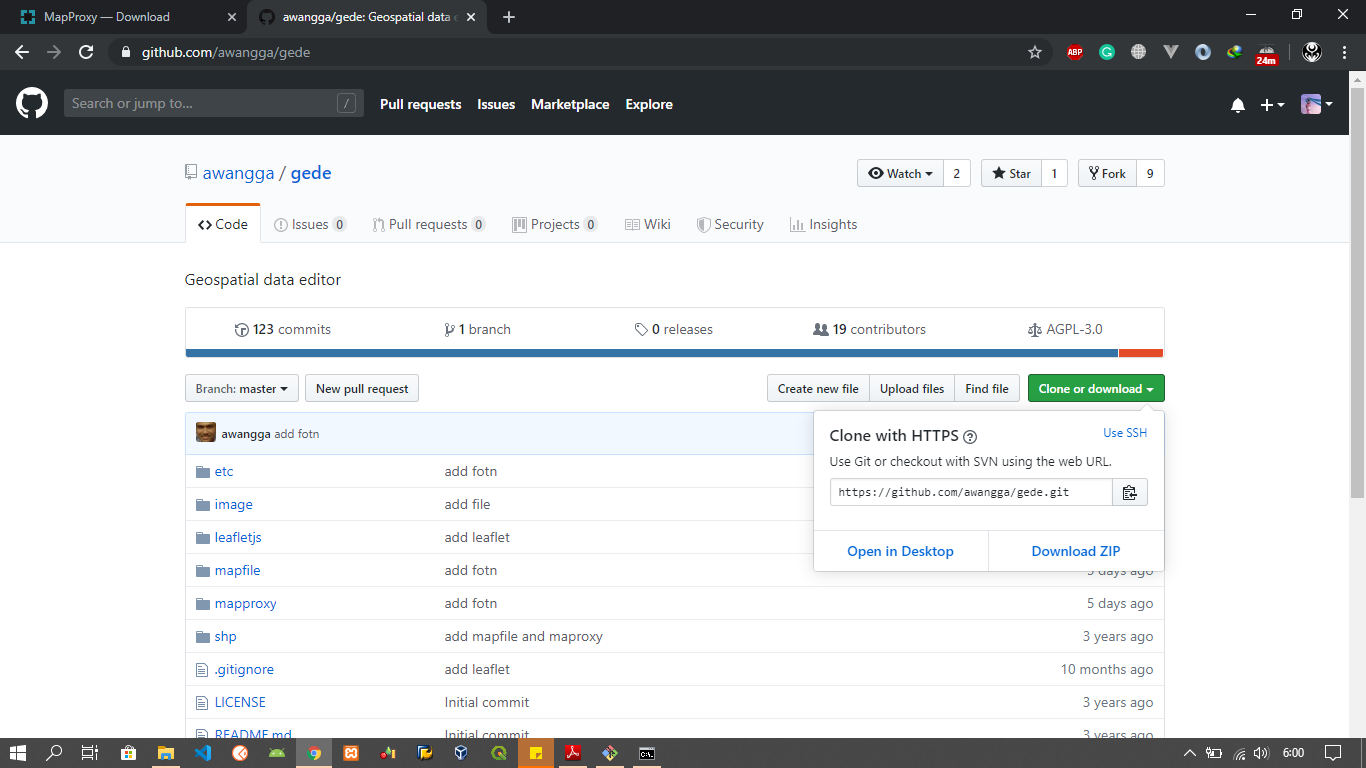 MapProxy — Download
awangga/gede: Geospatial data e
github.com/awangga/gede
ABP
24m
Search or jump to...
/
Pull requests Issues Marketplace Explore
awangga / gede
Watch 2 Star 1 Fork 9
Code Issues 0 Pull requests 0 Projects 0 Wiki Security Insights
Geospatial data editor
123 commits 1 branch 0 releases 19 contributors AGPL-3.0
Branch: master New pull request Create new file Upload files Find file Clone or download
awangga add fotn
Clone with HTTPS
Use SSH
Use Git or checkout with SVN using the web URL.
https://github.com/awangga/gede.git
Open in Desktop Download ZIP
etc add fotn
image add file
leafletjs add leaflet
mapfile add fotn 5 days ago
mapproxy add fotn 5 days ago
shp add mapfile and maproxy 3 years ago
.gitignore add leaflet 10 months ago
LICENSE Initial commit 3 years ago
README.md Initial commit 3 years ago
6:00